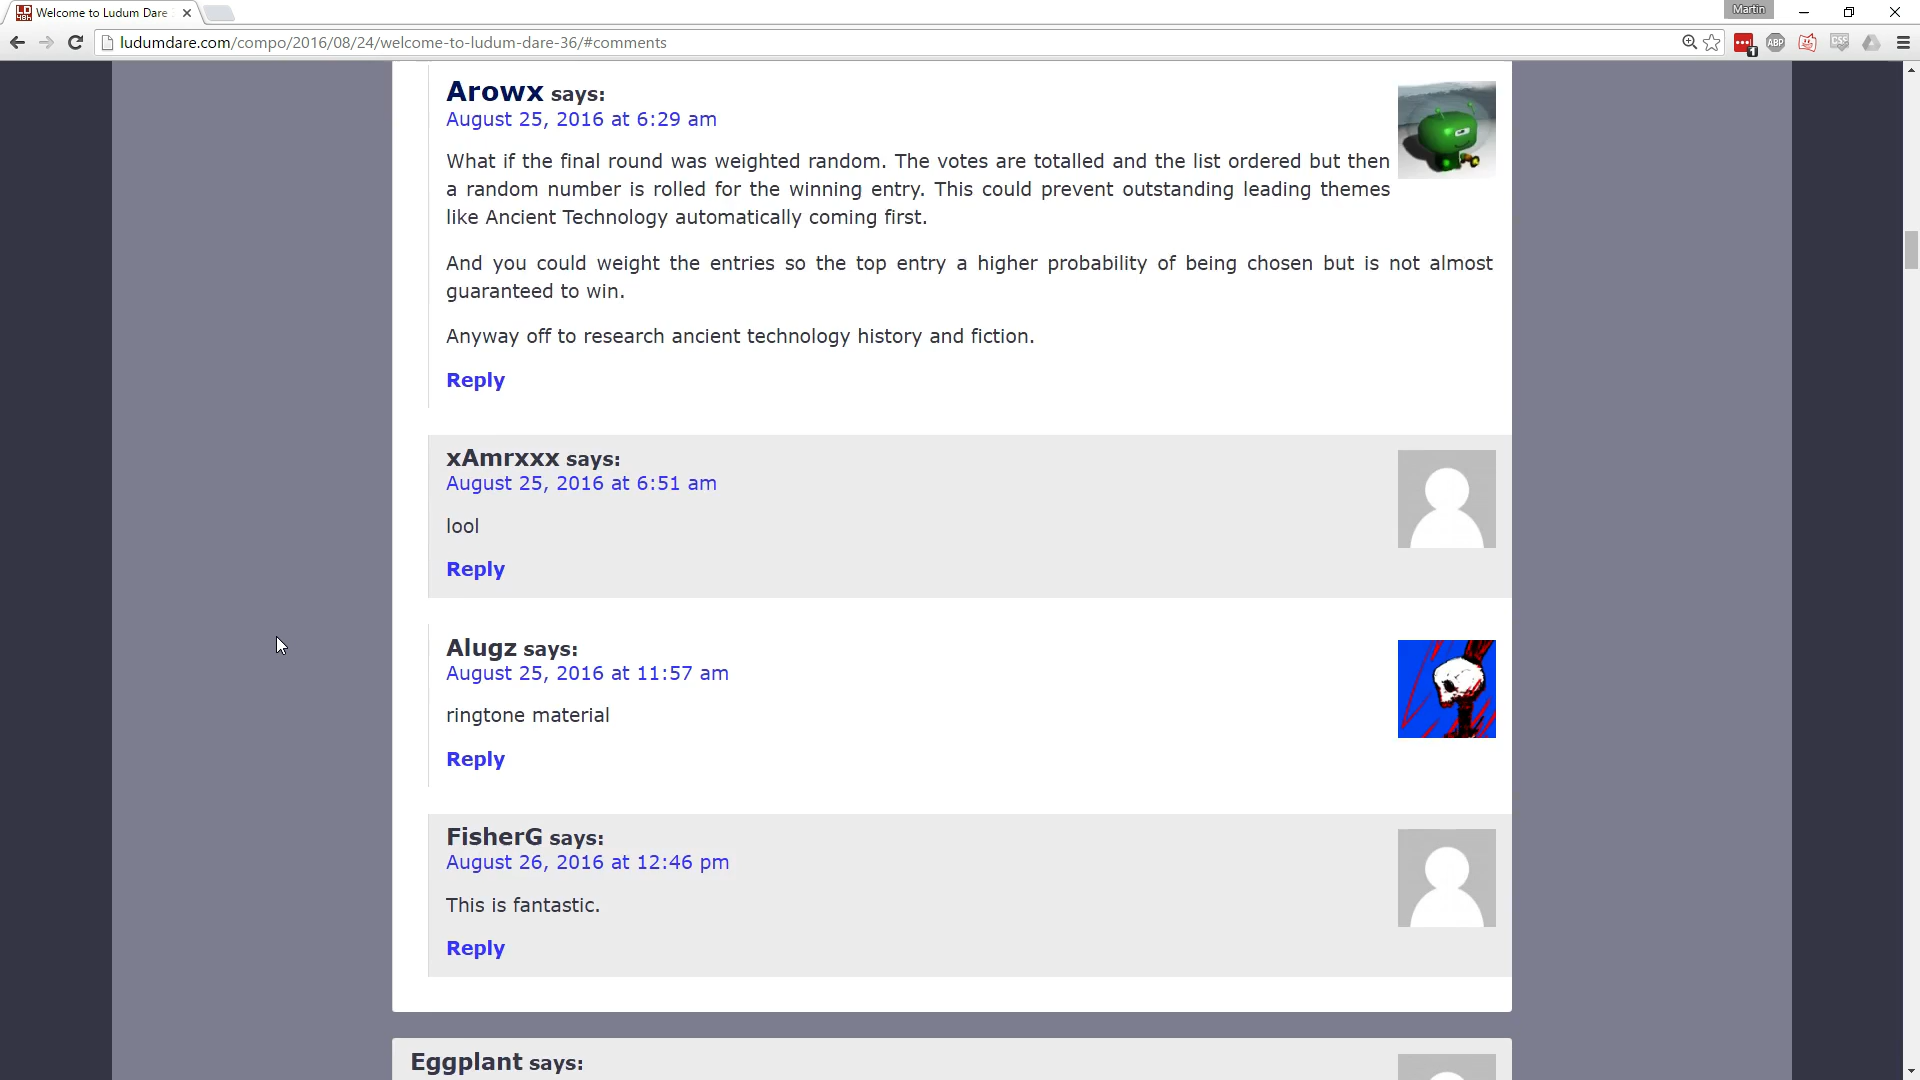 Welcome to Ludum Dare
Martin
ludumdare.com/compo/2016/08/24/welcome-to-ludum-dare-36/#comments
1
ABP
Arowx says:
August 25, 2016 at 6:29 am
What if the final round was weighted random. The votes are totalled and the list ordered but then
a random number is rolled for the winning entry. This could prevent outstanding leading themes
like Ancient Technology automatically coming first.
And you could weight the entries so the top entry a higher probability of being chosen but is not almost
guaranteed to win.
Anyway off to research ancient technology history and fiction.
Reply
xAmrxxx says:
August 25, 2016 at 6:51 am
lool
Reply
Alugz says:
August 25, 2016 at 11:57 am
ringtone material
Reply
FisherG says:
August 26, 2016 at 12:46 pm
This is fantastic.
Reply
Eggplant says: